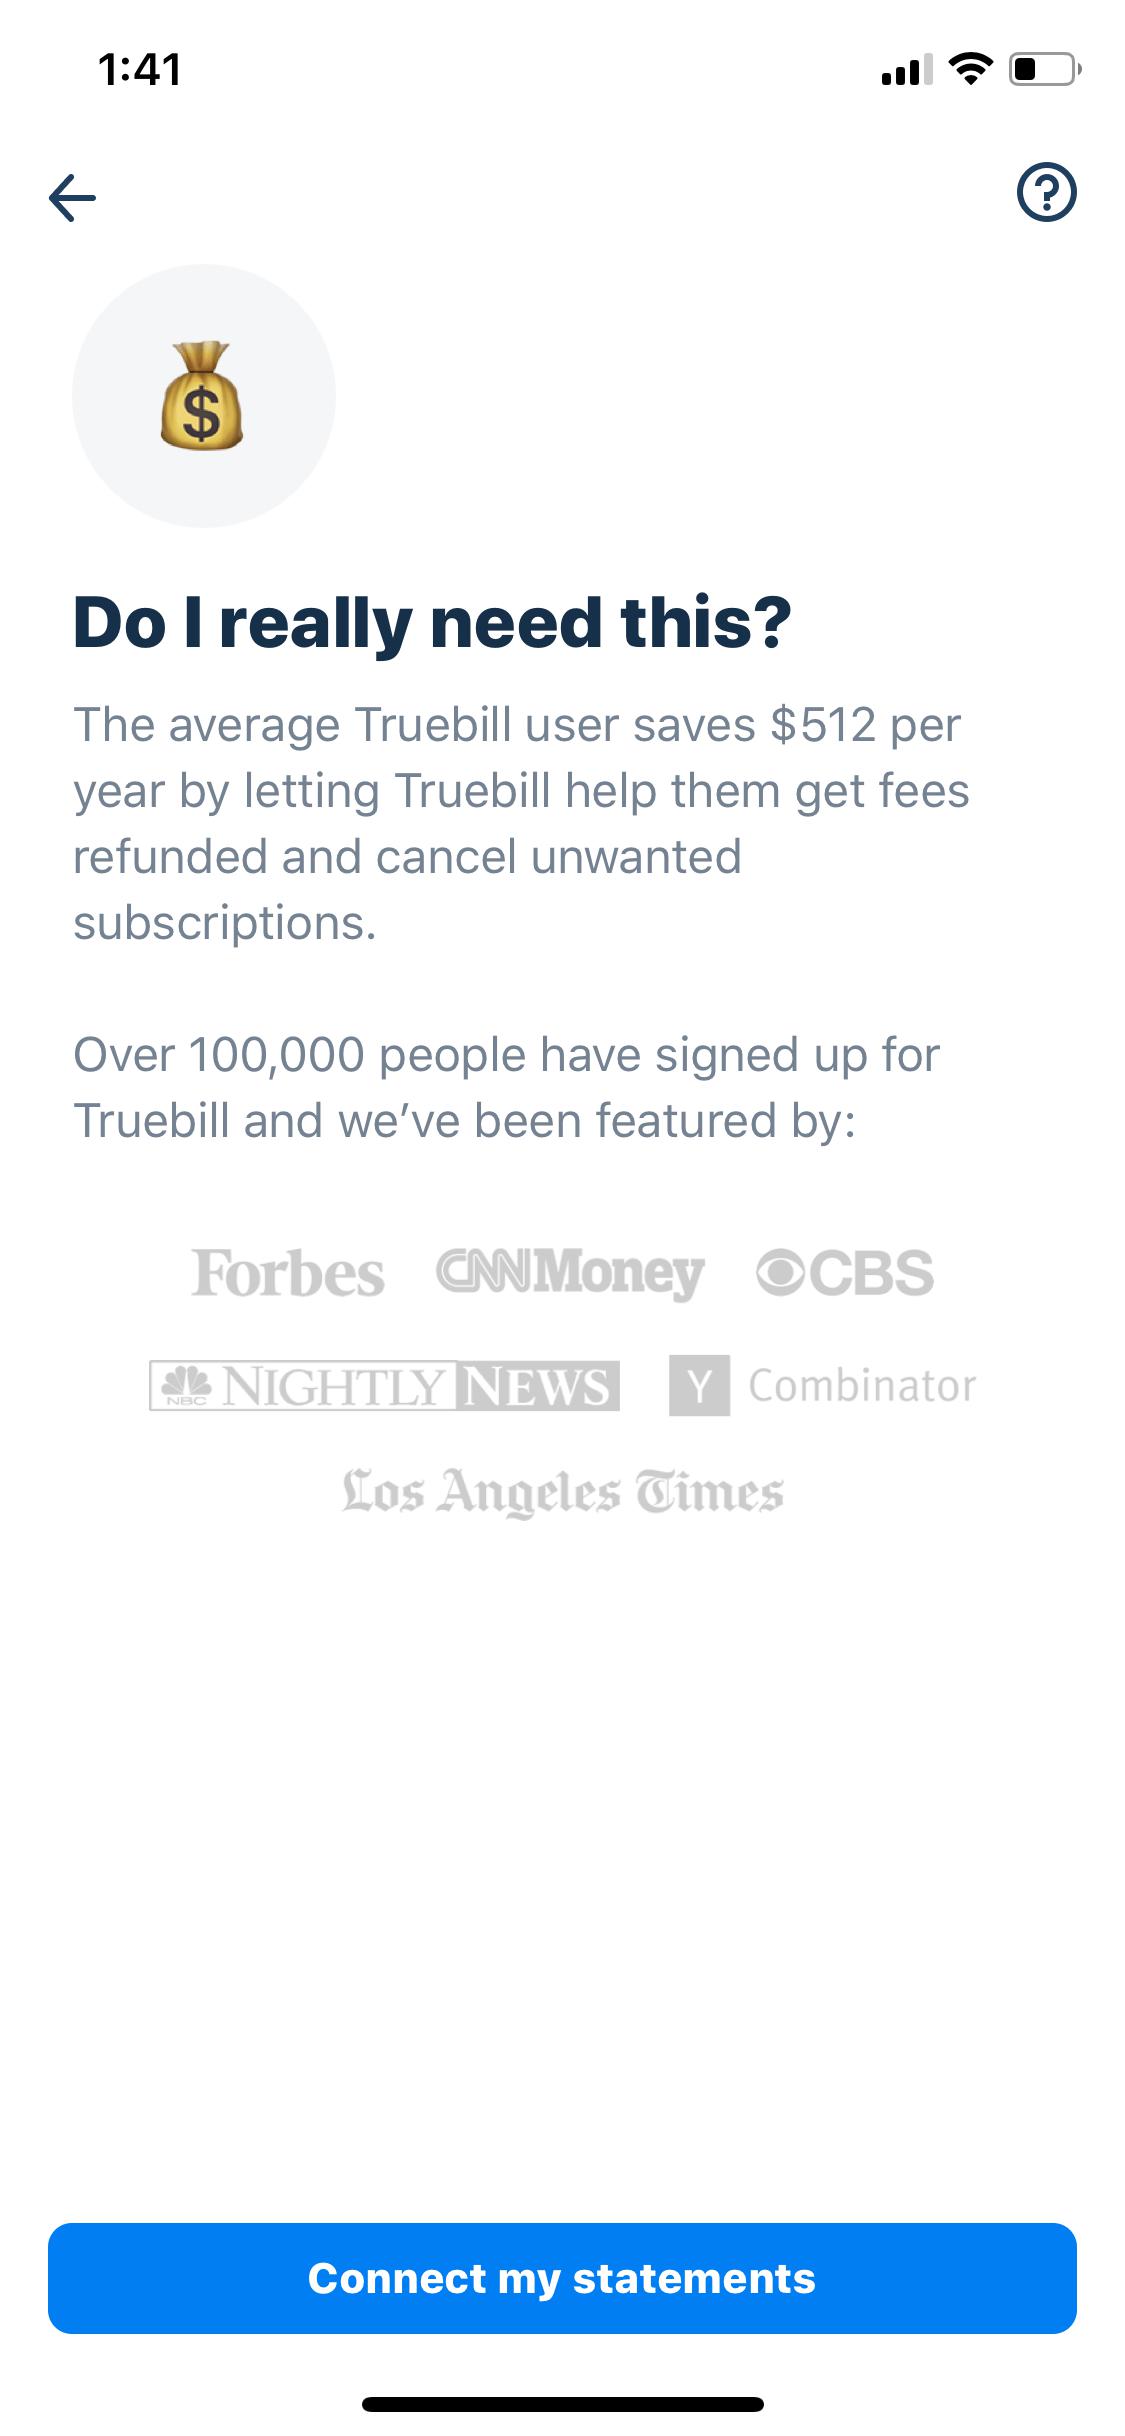 1:41
$
Do I really need this?
The average Truebill user saves $512 per
year by letting Truebill help them get fees
refunded and cancel unwanted
subscriptions.
Over 100,000 people have signed up for
Truebill and we’ve been featured by:
Forbes CNNMoney CBS
NBC NIGHTLY NEWS Y Combinator
Los Angeles Times
Connect my statements